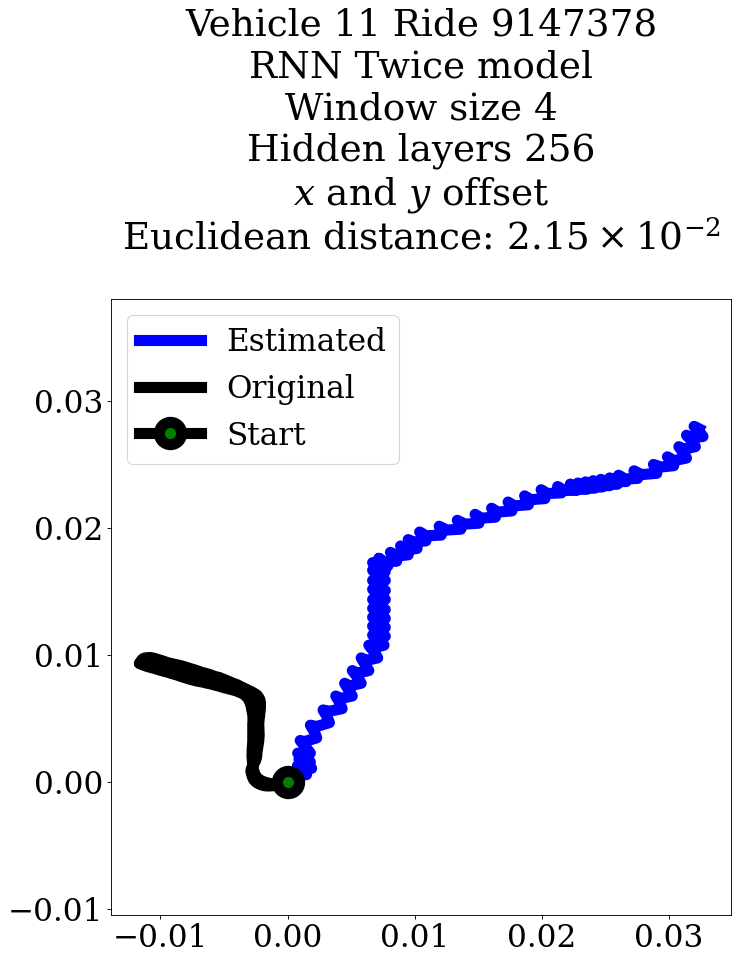 Vehicle 11 Ride 9147378
RNN Twice model
Window size 4
Hidden layers 256
x and y offset
Euclidean distance: 2.15 × 10⁻²
Estimated
Original
Start
0.03
0.02
0.01
0.00
−0.01
−0.01 0.00 0.01 0.02 0.03